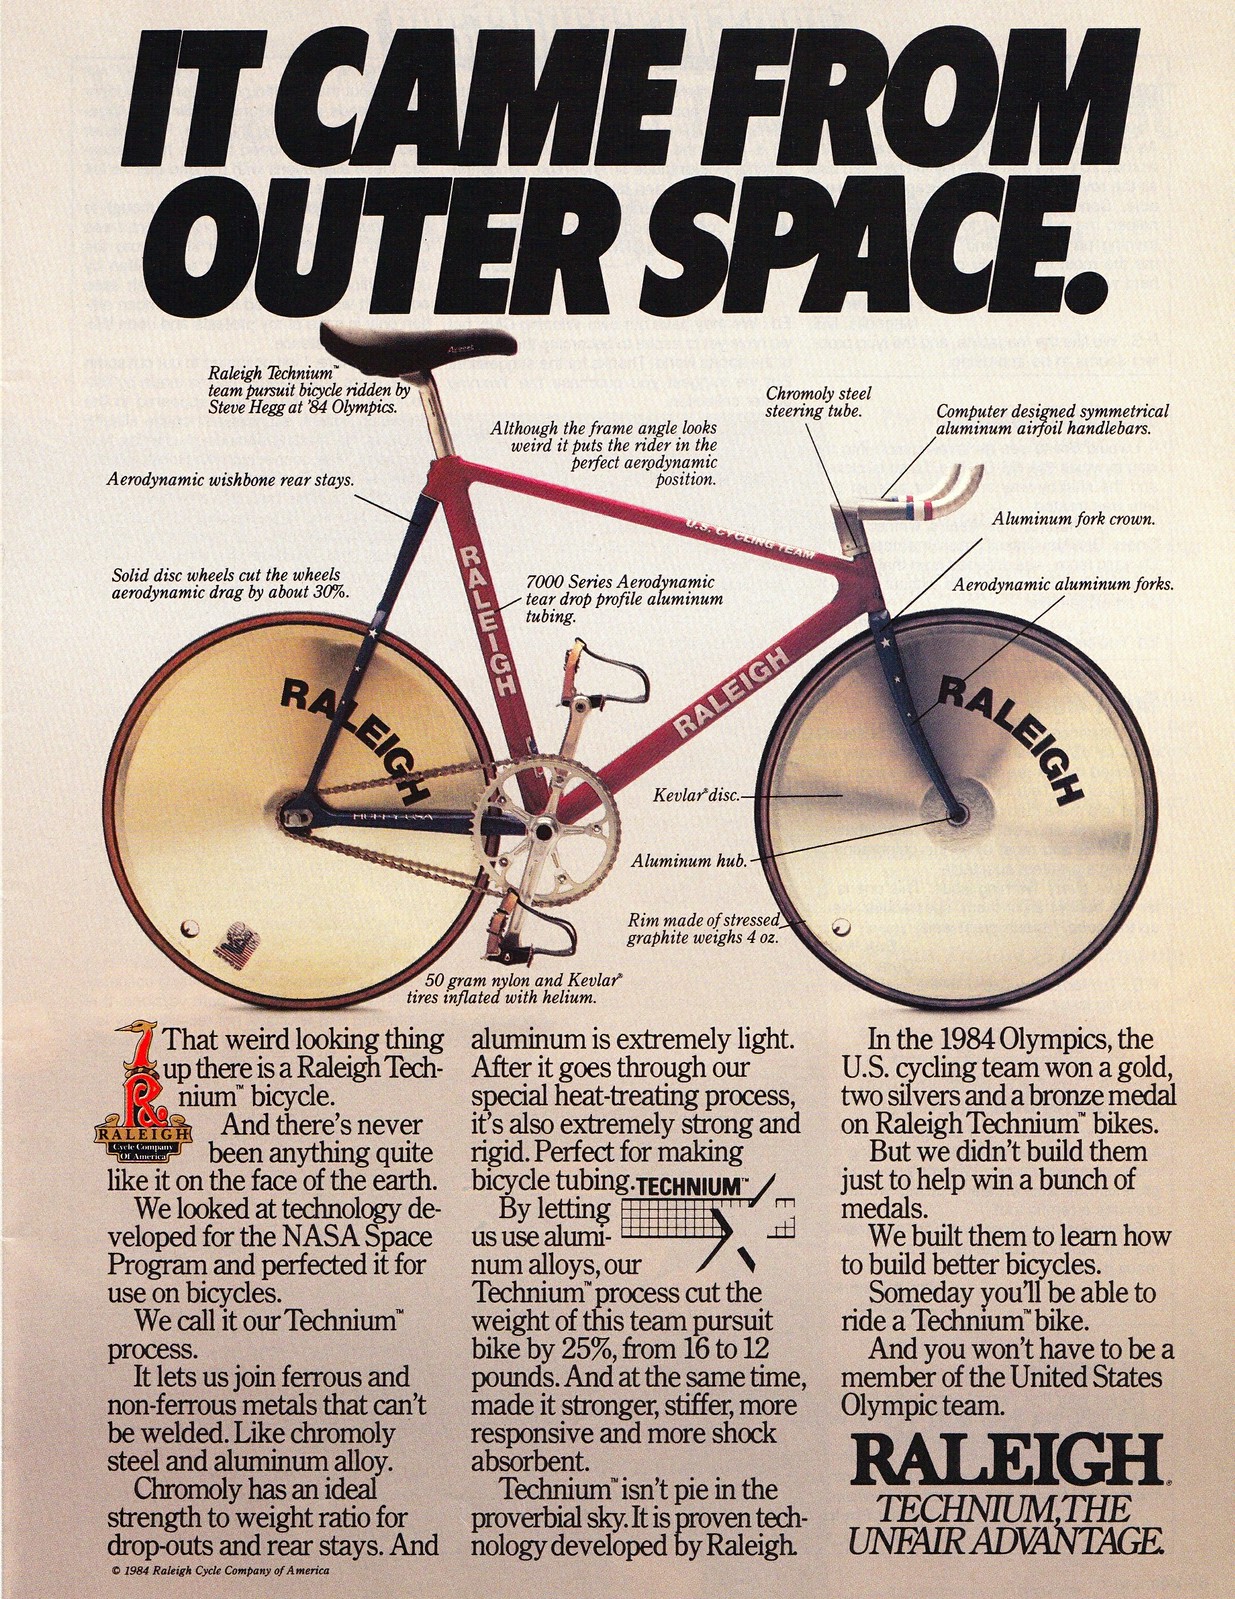 IT CAME FROM
OUTER SPACE.
Avocet
Raleigh Technium™
team pursuit bicycle ridden by
Steve Hegg at '84 Olympics.
Although the frame angle looks
weird it puts the rider in the
perfect aerodynamic
position.
Chromoly steel
steering tube.
Computer designed symmetrical
aluminum airfoil handlebars.
Aerodynamic wishbone rear stays.
Aluminum fork crown.
U.S. CYCLING TEAM
Solid disc wheels cut the wheels
aerodynamic drag by about 30%.
7000 Series Aerodynamic
tear drop profile aluminum
tubing.
Aerodynamic aluminum forks.
RALEIGH
RALEIGH
RALEIGH
RALEIGH
Kevlar® disc.
HUFFY USA
Aluminum hub.
Rim made of stressed
graphite weighs 4 oz.
50 gram nylon and Kevlar®
tires inflated with helium.
R
RALEIGH
Cycle Company
Of America
That weird looking thing
up there is a Raleigh Tech-
nium™ bicycle.
And there's never
been anything quite
like it on the face of the earth.
We looked at technology de-
veloped for the NASA Space
Program and perfected it for
use on bicycles.
We call it our Technium™
process.
It lets us join ferrous and
non-ferrous metals that can't
be welded. Like chromoly
steel and aluminum alloy.
Chromoly has an ideal
strength to weight ratio for
drop-outs and rear stays. And
aluminum is extremely light.
After it goes through our
special heat-treating process,
it's also extremely strong and
rigid. Perfect for making
bicycle tubing.
TECHNIUM™
By letting
us use alumi-
num alloys, our
Technium™ process cut the
weight of this team pursuit
bike by 25%, from 16 to 12
pounds. And at the same time,
made it stronger, stiffer, more
responsive and more shock
absorbent.
Technium™ isn't pie in the
proverbial sky. It is proven tech-
nology developed by Raleigh.
In the 1984 Olympics, the
U.S. cycling team won a gold,
two silvers and a bronze medal
on Raleigh Technium™ bikes.
But we didn't build them
just to help win a bunch of
medals.
We built them to learn how
to build better bicycles.
Someday you'll be able to
ride a Technium™ bike.
And you won't have to be a
member of the United States
Olympic team.
RALEIGH®
TECHNIUM, THE
UNFAIR ADVANTAGE.
© 1984 Raleigh Cycle Company of America